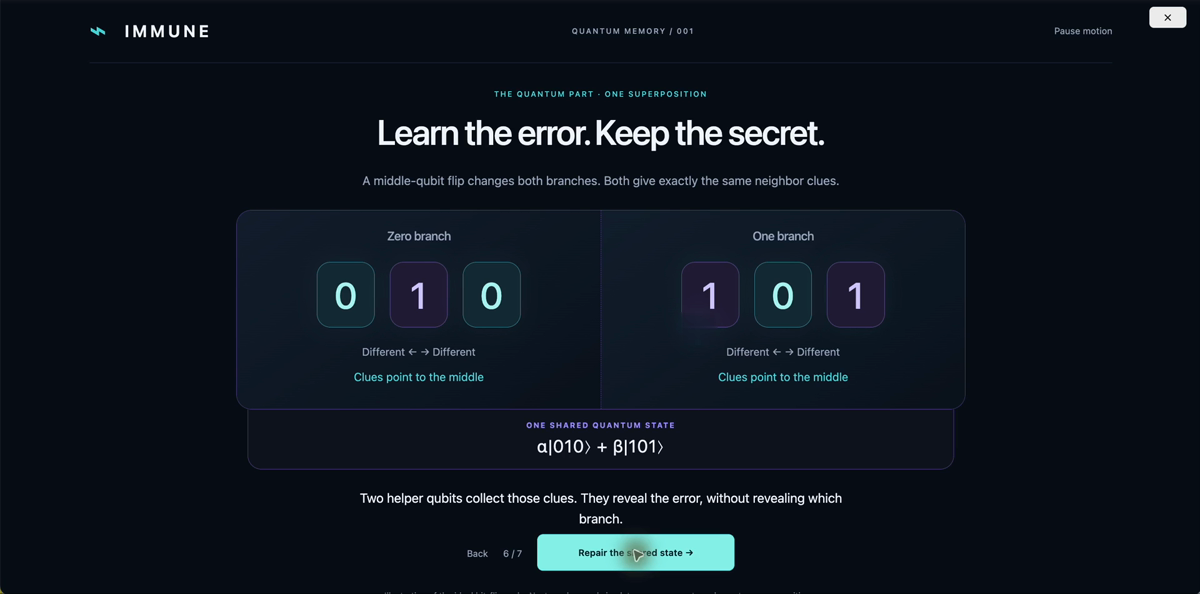 IMMUNE
QUANTUM MEMORY / 001
Pause motion
THE QUANTUM PART · ONE SUPERPOSITION
Learn the error. Keep the secret.
A middle-qubit flip changes both branches. Both give exactly the same neighbor clues.
Zero branch
0 1 0
Different ← → Different
Clues point to the middle
One branch
1 0 1
Different ← → Different
Clues point to the middle
ONE SHARED QUANTUM STATE
α|010⟩ + β|101⟩
Two helper qubits collect those clues. They reveal the error, without revealing which
branch.
Back
6 / 7
Repair the shared state →